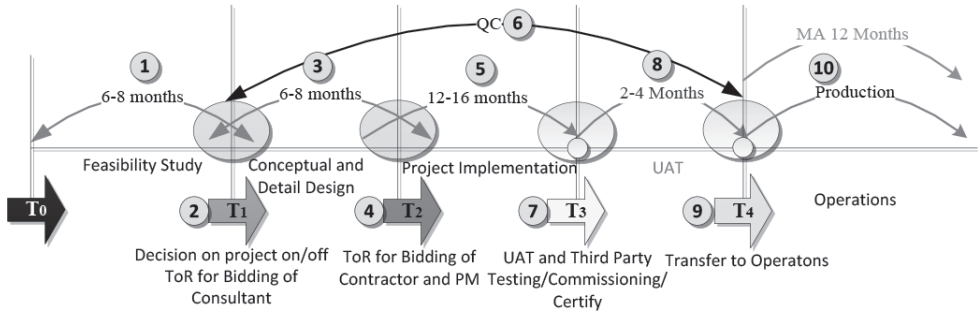 QC
6
MA 12 Months
1
3
5
8
10
6-8 months
6-8 months
12-16 months
2-4 Months
Production
Feasibility Study
Conceptual and
Detail Design
Project Implementation
UAT
Operations
T0
2
T1
4
T2
7
T3
9
T4
Decision on project on/off
ToR for Bidding of
Consultant
ToR for Bidding of
Contractor and PM
UAT and Third Party
Testing/Commissioning/
Certify
Transfer to Operatons